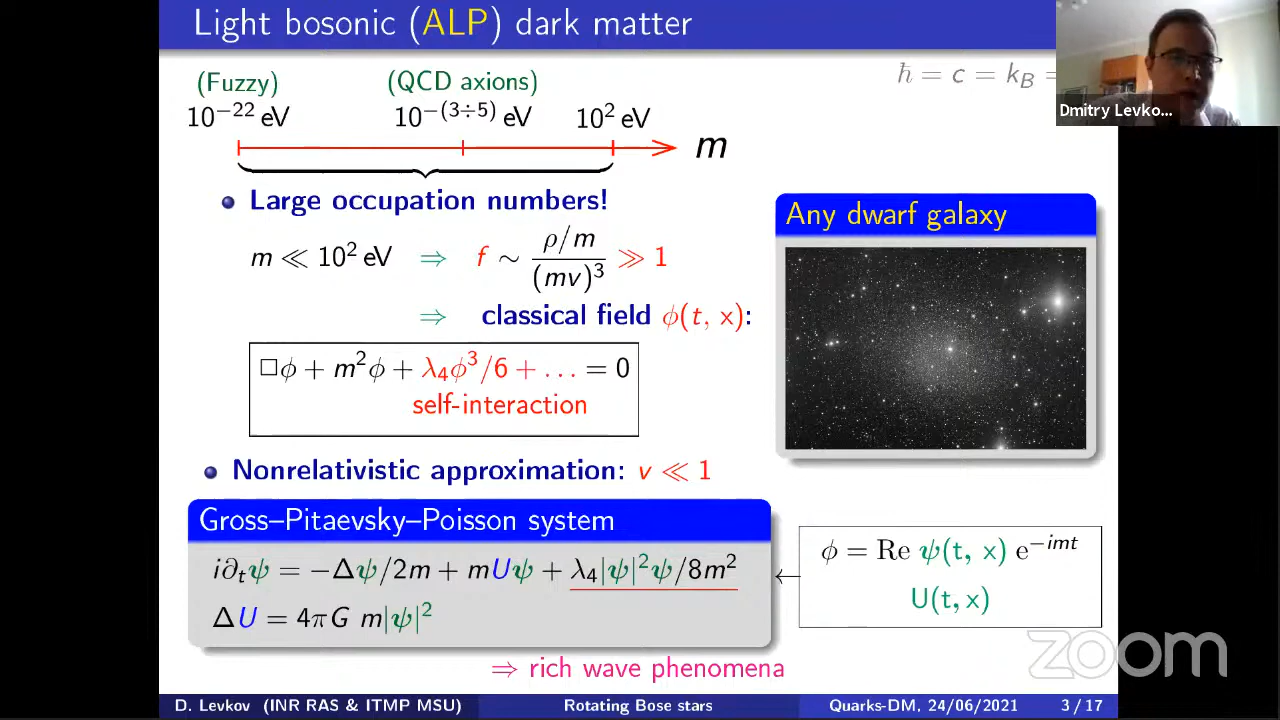 Light bosonic (ALP) dark matter
ħ = c = k_B =
Dmitry Levko...
(Fuzzy) (QCD axions)
10^−22 eV 10^−(3÷5) eV 10^2 eV
m
Large occupation numbers!
m ≪ 10^2 eV ⇒ f ∼ (ρ/m)/(mv)^3 ≫ 1
⇒ classical field ϕ(t, x):
□ϕ + m^2ϕ + λ_4ϕ^3/6 + ... = 0
self-interaction
Any dwarf galaxy
Nonrelativistic approximation: v ≪ 1
Gross–Pitaevsky–Poisson system
i∂_tψ = −Δψ/2m + mUψ + λ_4|ψ|^2ψ/8m^2
ΔU = 4πG m|ψ|^2
← ϕ = Re ψ(t, x) e^−imt
U(t, x)
⇒ rich wave phenomena
zoom
D. Levkov (INR RAS & ITMP MSU) Rotating Bose stars Quarks-DM, 24/06/2021 3 / 17